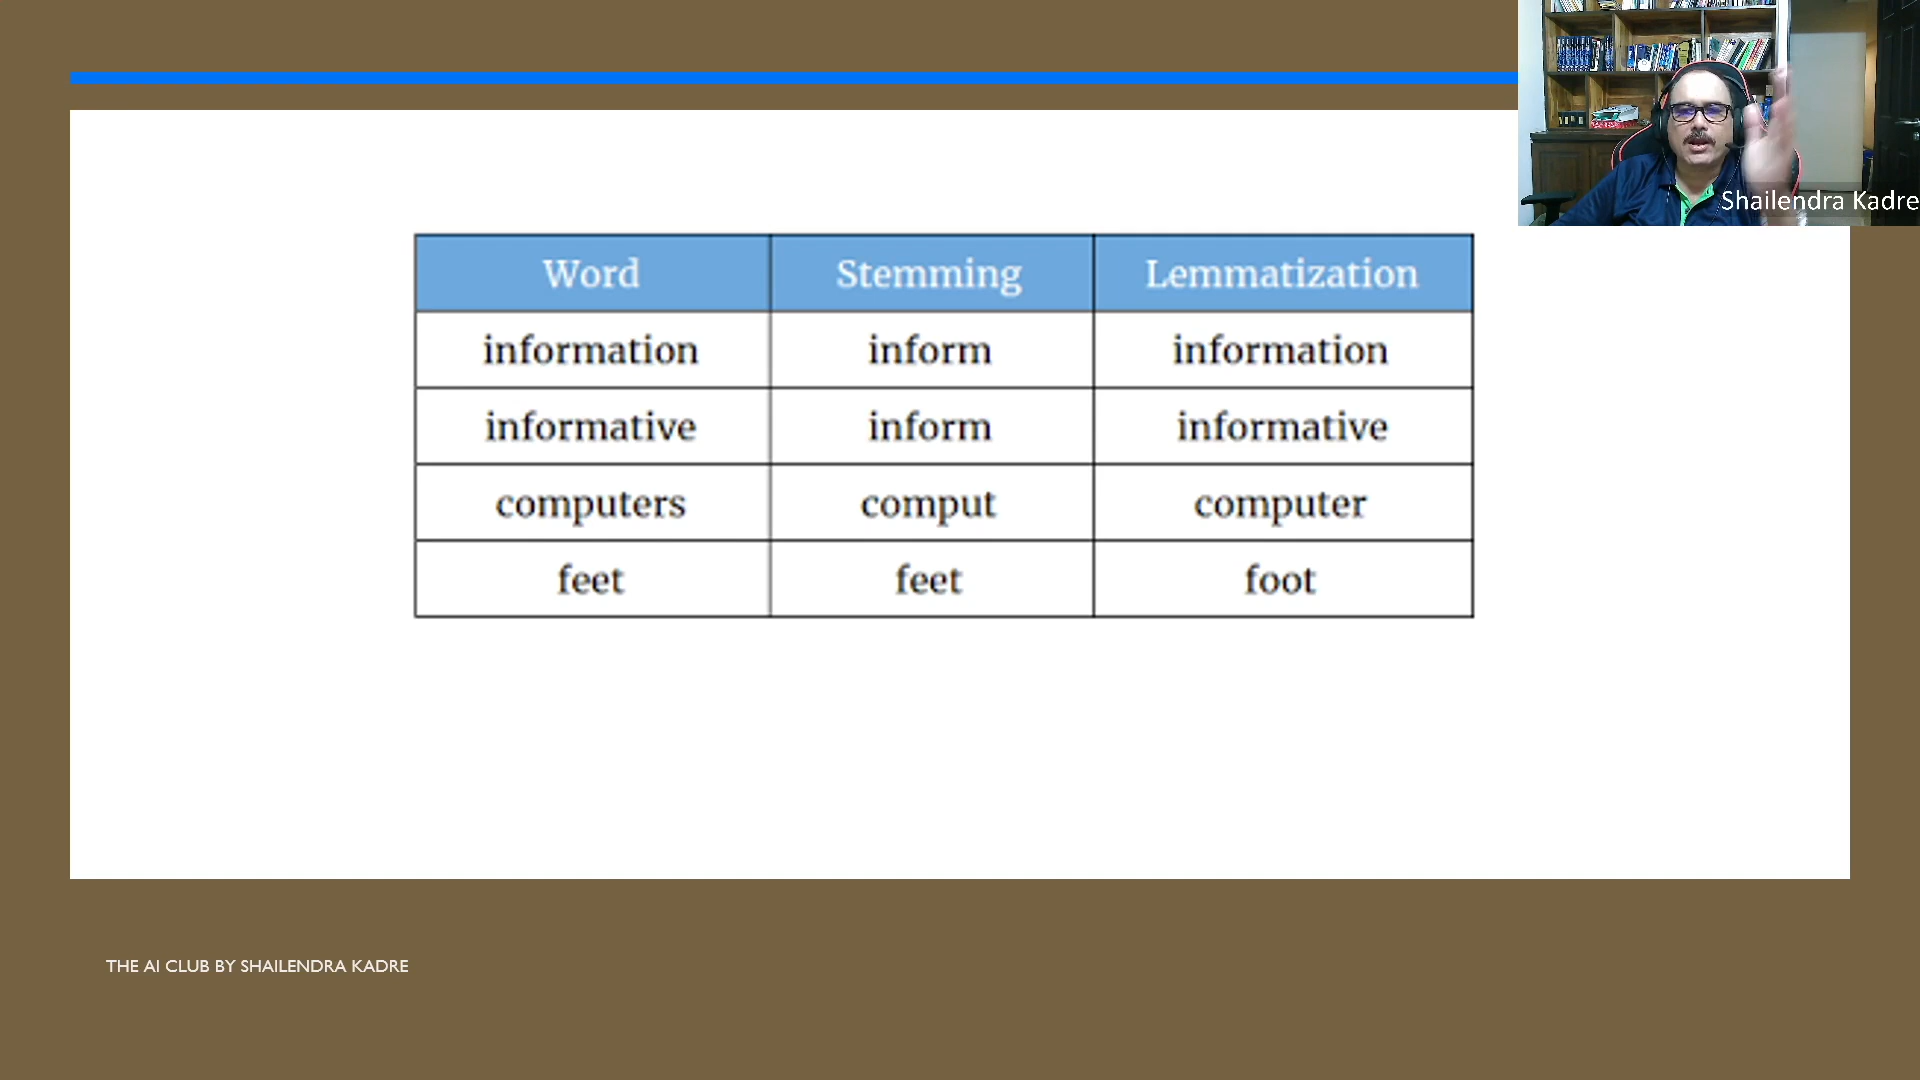 Shailendra Kadre
Word Stemming Lemmatization
information inform information
informative inform informative
computers comput computer
feet feet foot
THE AI CLUB BY SHAILENDRA KADRE